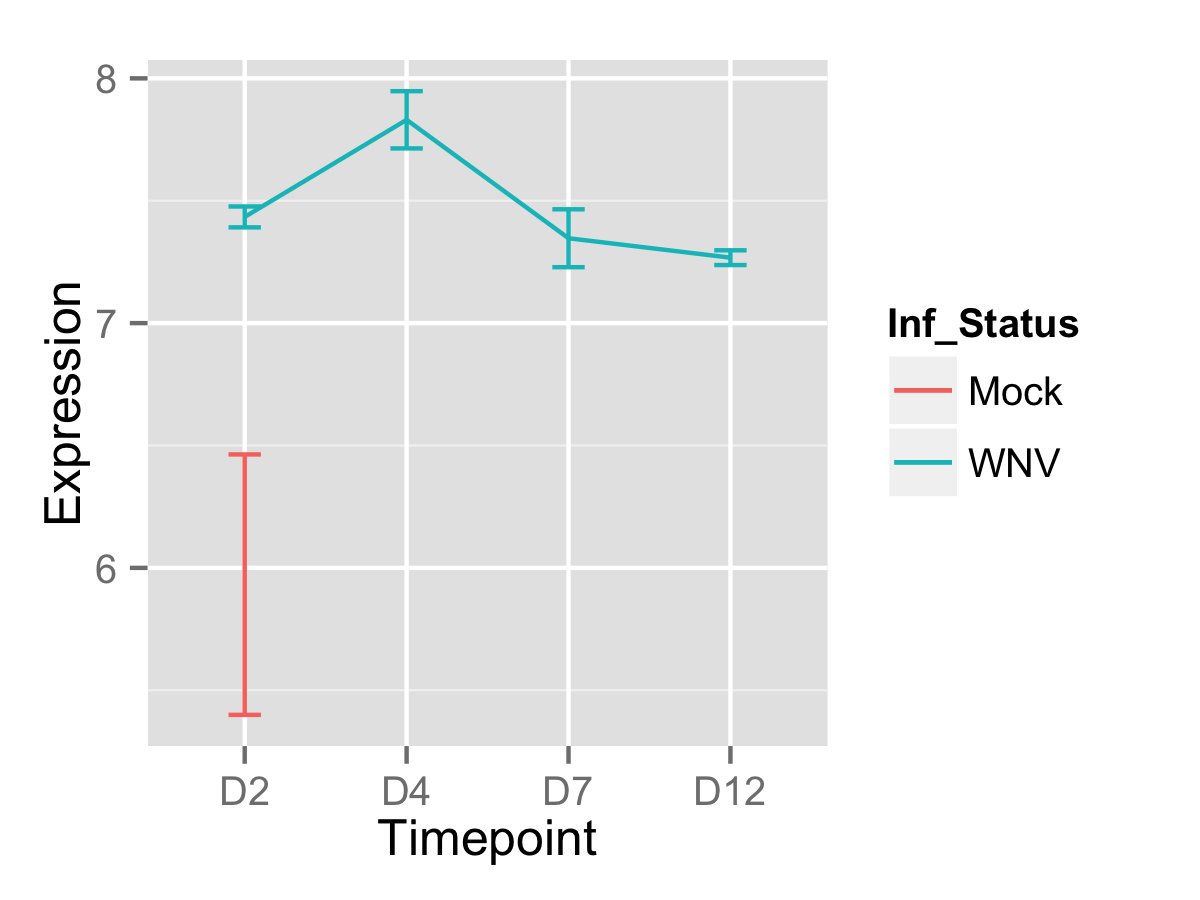 8
7
6
Expression
D2 D4 D7 D12
Timepoint
Inf_Status
Mock
WNV